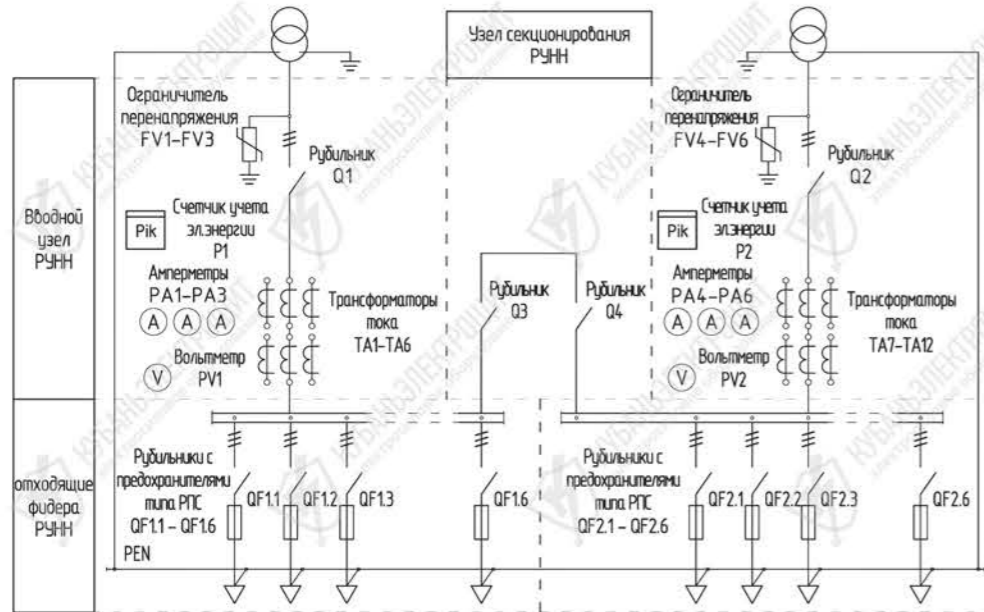 Узел секционирования
РУНН
Ограничитель
перенапряжения
FV1-FV3
Рубильник
Q1
Счетчик учета
эл.энергии
P1
Pik
Амперметры
PA1-PA3
A A A
Трансформаторы
тока
TA1-TA6
Вольтметр
PV1
V
Вводной
узел
РУНН
Рубильник
Q3
Рубильник
Q4
Ограничитель
перенапряжения
FV4-FV6
Рубильник
Q2
Счетчик учета
эл.энергии
P2
Pik
Амперметры
PA4-PA6
A A A
Трансформаторы
тока
TA7-TA12
Вольтметр
PV2
V
отходящие
фидера
РУНН
Рубильники с
предохранителями
типа РПС
QF1.1 - QF1.6
QF1.1
QF1.2
QF1.3
QF1.6
PEN
Рубильники с
предохранителями
типа РПС
QF2.1 - QF2.6
QF2.1
QF2.2
QF2.3
QF2.6
КУБАНЬЭЛЕКТРОЩИТ